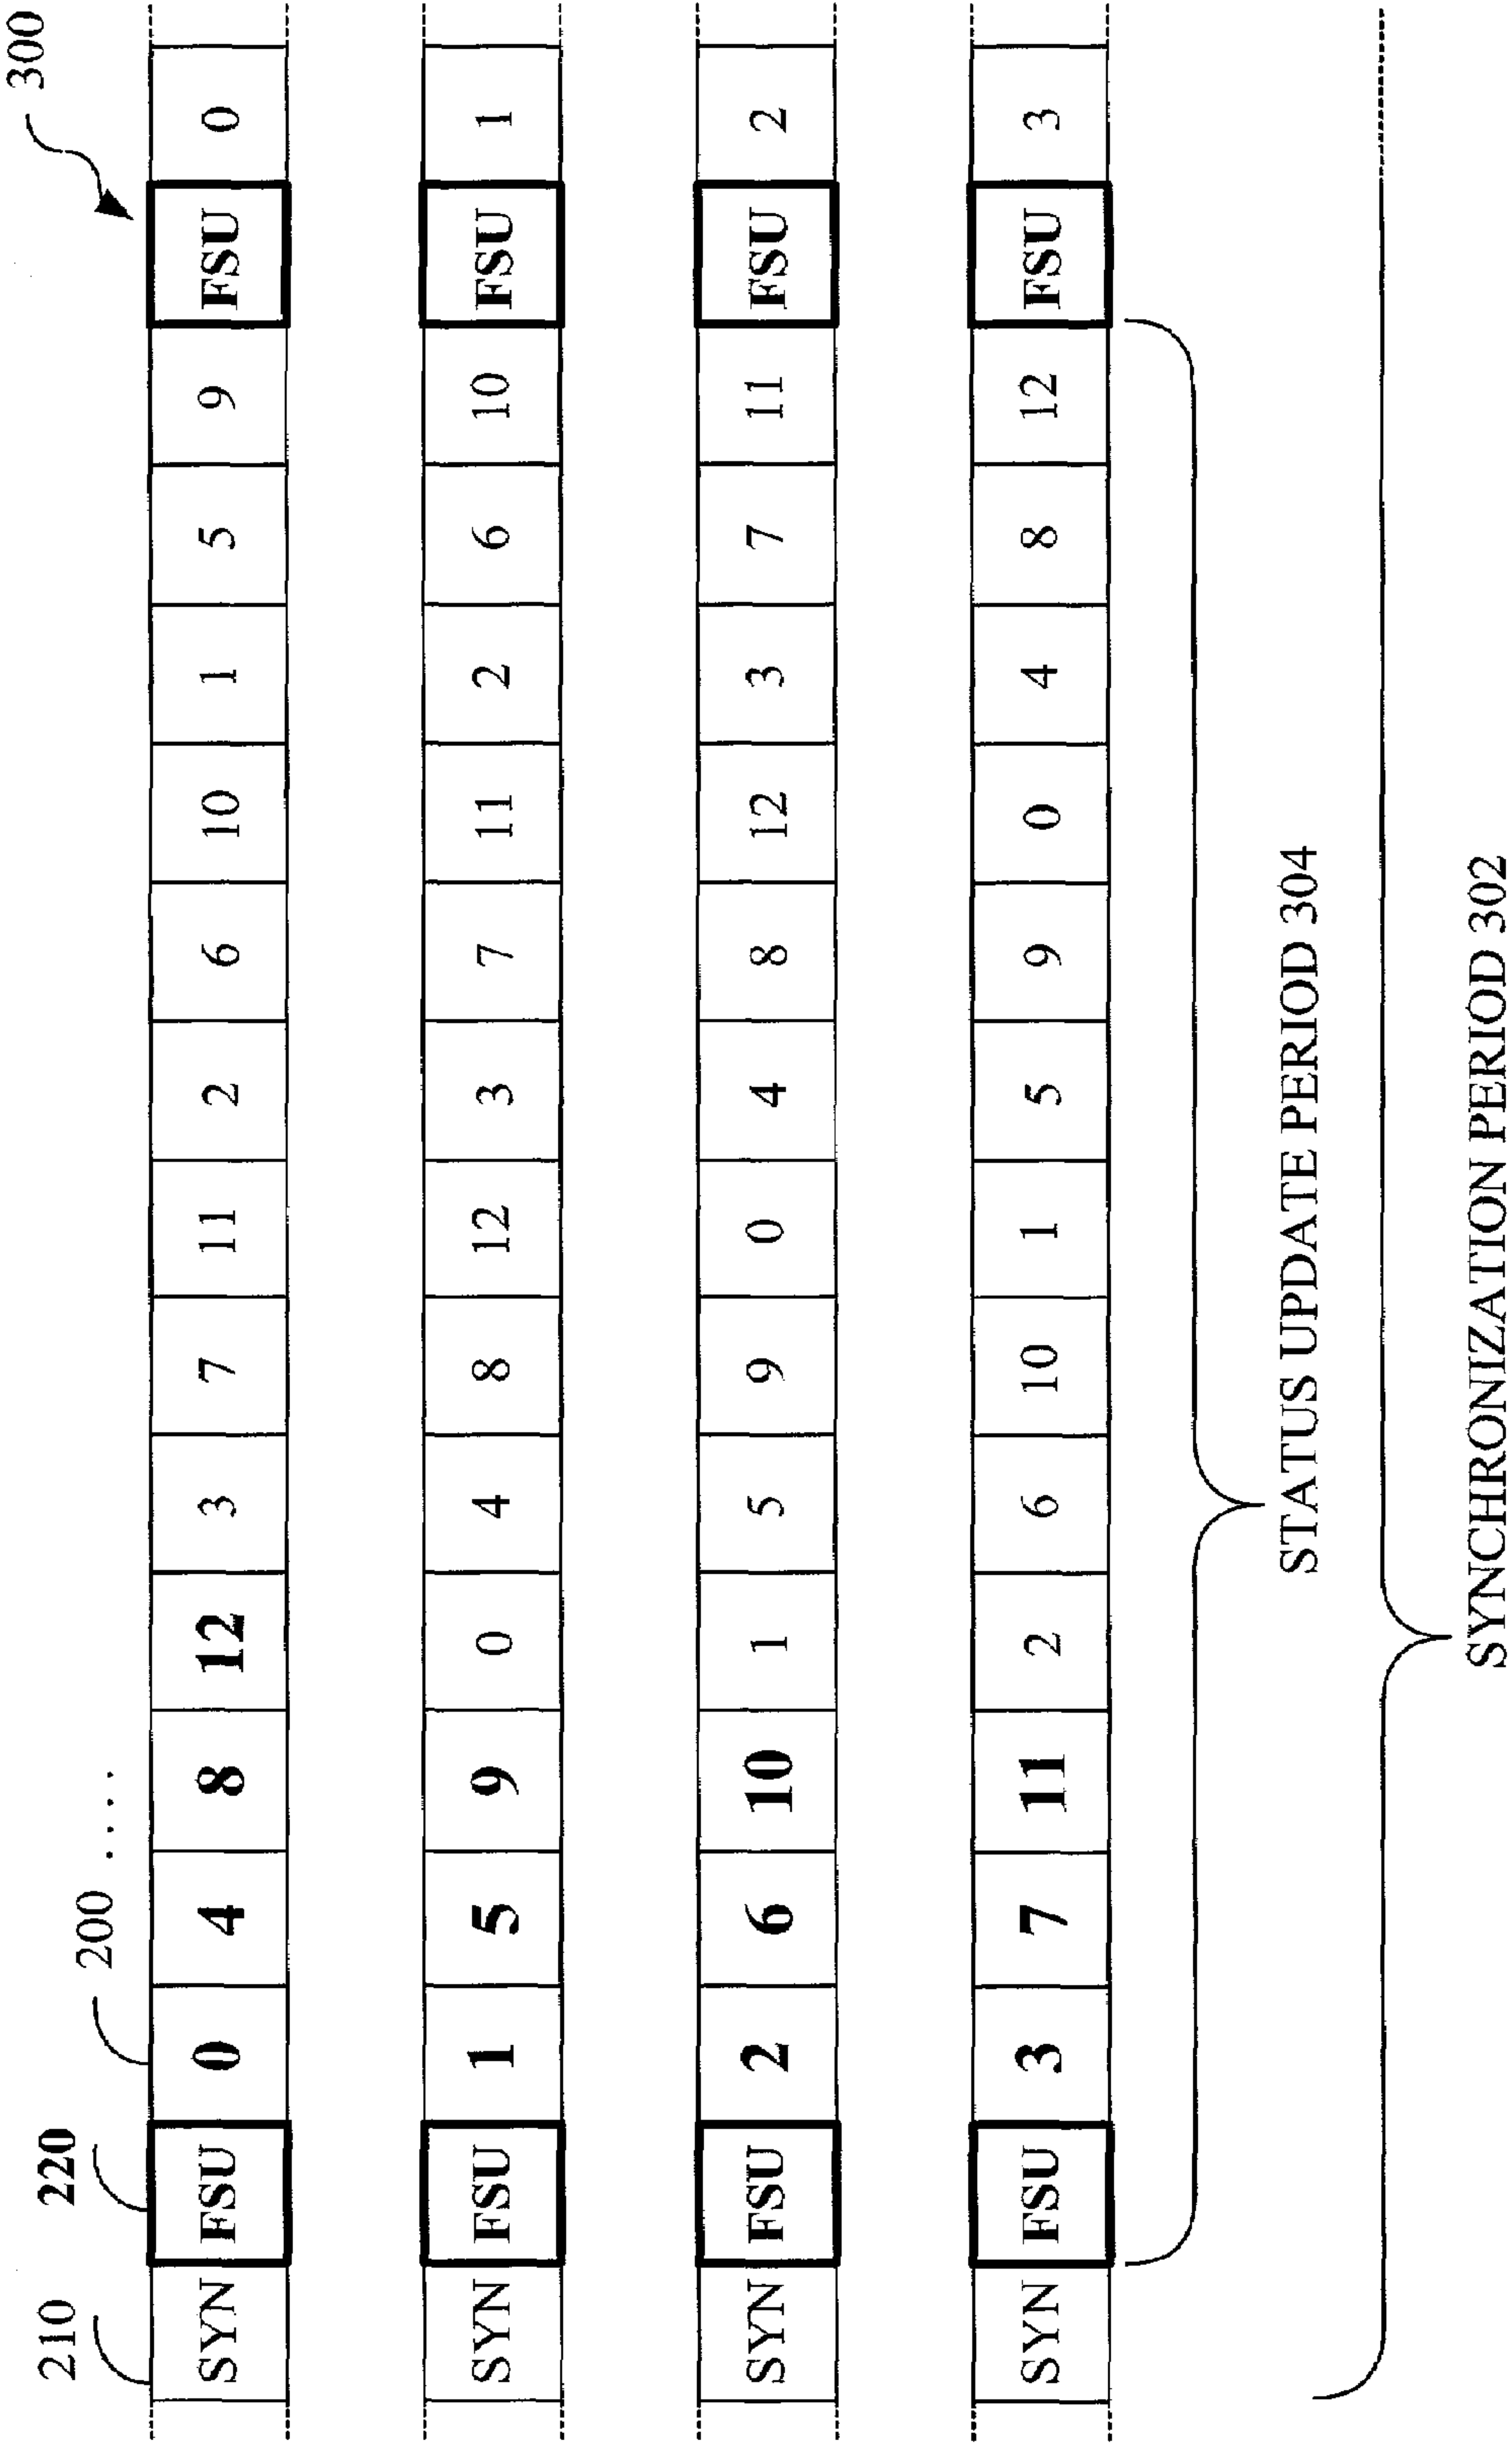 210 220 200 ..... 300
SYN FSU 0 4 8 12 3 7 11 2 6 10 1 5 9 FSU 0
SYN FSU 1 5 9 0 4 8 12 3 7 11 2 6 10 FSU 1
SYN FSU 2 6 10 1 5 9 0 4 8 12 3 7 11 FSU 2
SYN FSU 3 7 11 2 6 10 1 5 9 0 4 8 12 FSU 3
STATUS UPDATE PERIOD 304
SYNCHRONIZATION PERIOD 302